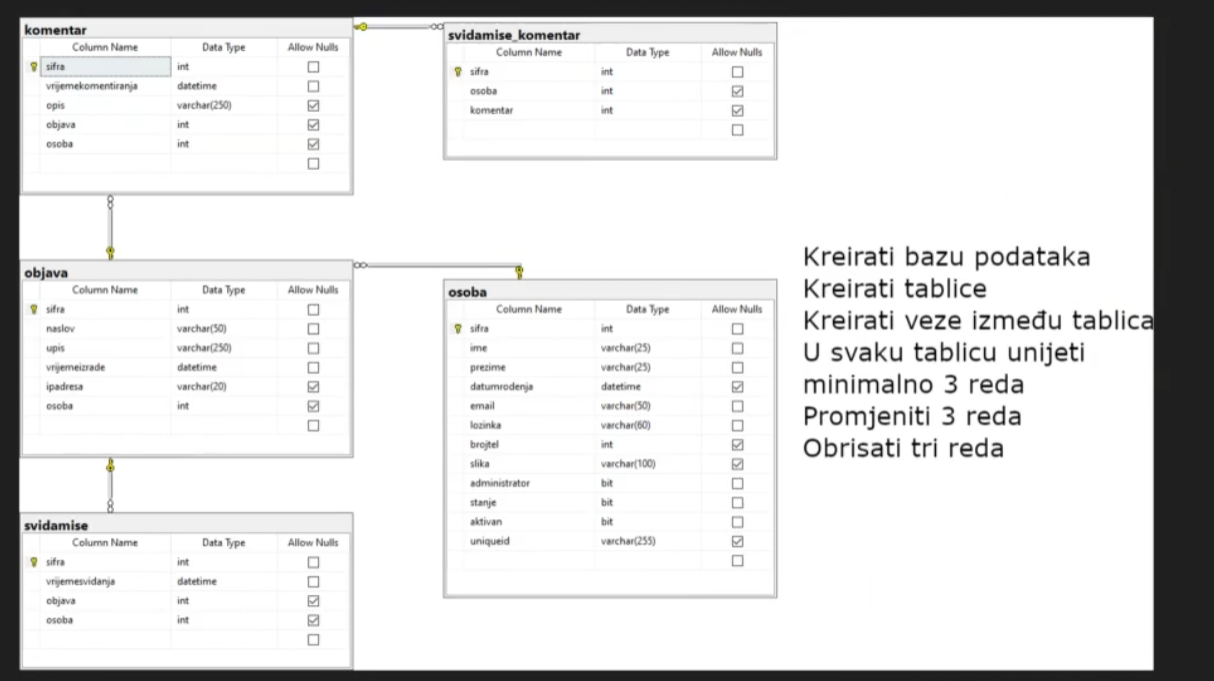 komentar
Column Name Data Type Allow Nulls
sifra int
vrijemekomentiranja datetime
opis varchar(250)
objava int
osoba int
svidamise_komentar
Column Name Data Type Allow Nulls
sifra int
osoba int
komentar int
objava
Column Name Data Type Allow Nulls
sifra int
naslov varchar(50)
upis varchar(250)
vrijemeizrade datetime
ipadresa varchar(20)
osoba int
osoba
Column Name Data Type Allow Nulls
sifra int
ime varchar(25)
prezime varchar(25)
datumrodenja datetime
email varchar(50)
lozinka varchar(60)
brojtel int
slika varchar(100)
administrator bit
stanje bit
aktivan bit
uniqueid varchar(255)
svidamise
Column Name Data Type Allow Nulls
sifra int
vrijemesvidanja datetime
objava int
osoba int
Kreirati bazu podataka
Kreirati tablice
Kreirati veze između tablica
U svaku tablicu unijeti
minimalno 3 reda
Promjeniti 3 reda
Obrisati tri reda